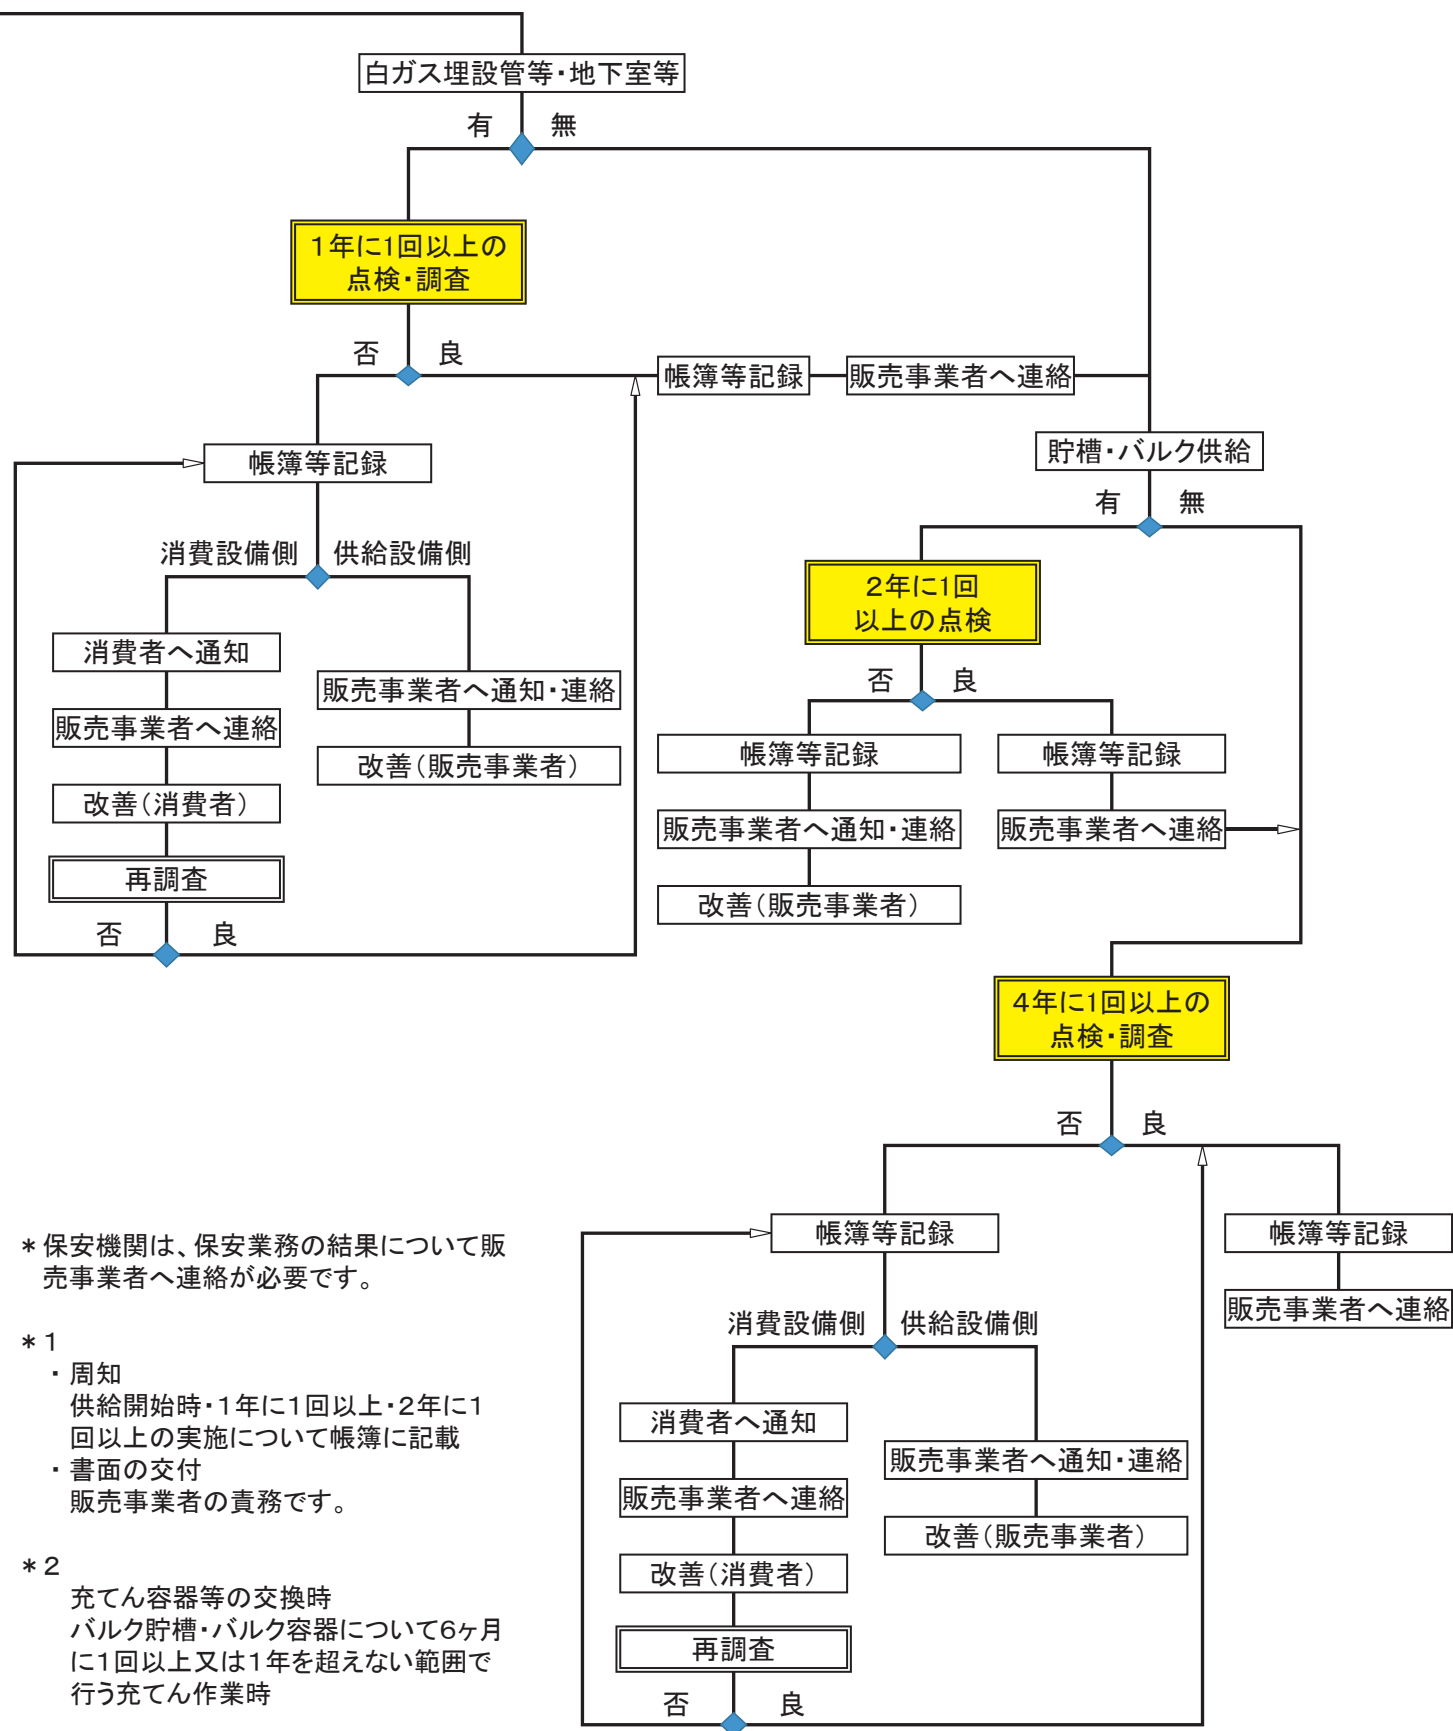 白ガス埋設管等・地下室等
有 無
1年に1回以上の
点検・調査
否 良
帳簿等記録
販売事業者へ連絡
帳簿等記録
貯槽・バルク供給
有 無
消費設備側 供給設備側
2年に1回
以上の点検
消費者へ通知
販売事業者へ通知・連絡
否 良
販売事業者へ連絡
改善（販売事業者）
帳簿等記録
帳簿等記録
改善（消費者）
販売事業者へ通知・連絡
販売事業者へ連絡
再調査
改善（販売事業者）
否 良
4年に1回以上の
点検・調査
否 良
帳簿等記録
帳簿等記録
販売事業者へ連絡
消費設備側 供給設備側
消費者へ通知
販売事業者へ通知・連絡
販売事業者へ連絡
改善（販売事業者）
改善（消費者）
再調査
否 良
＊保安機関は、保安業務の結果について販
売事業者へ連絡が必要です。
＊1
・周知
供給開始時・1年に1回以上・2年に1
回以上の実施について帳簿に記載
・書面の交付
販売事業者の責務です。
＊2
充てん容器等の交換時
バルク貯槽・バルク容器について6ヶ月
に1回以上又は1年を超えない範囲で
行う充てん作業時